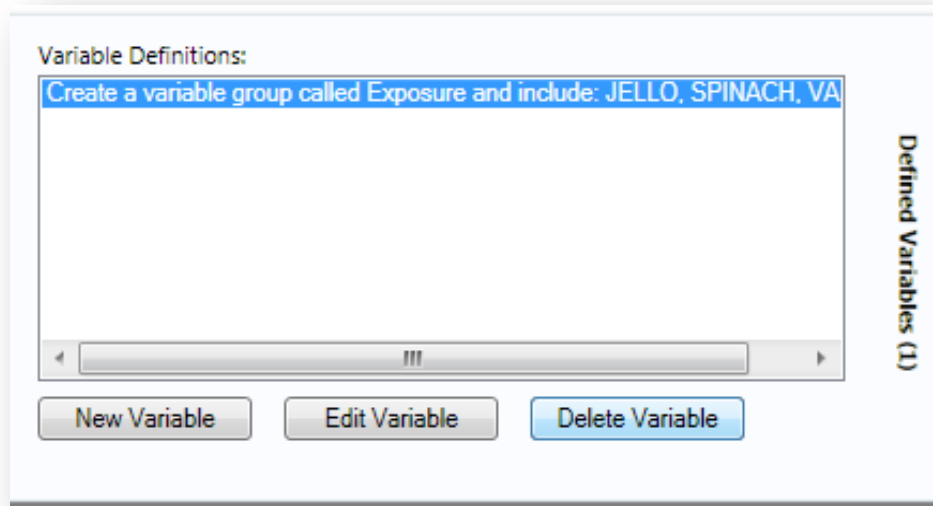 Variable Definitions:
Create a variable group called Exposure and include: JELLO, SPINACH, VA
New Variable
Edit Variable
Delete Variable
Defined Variables (1)